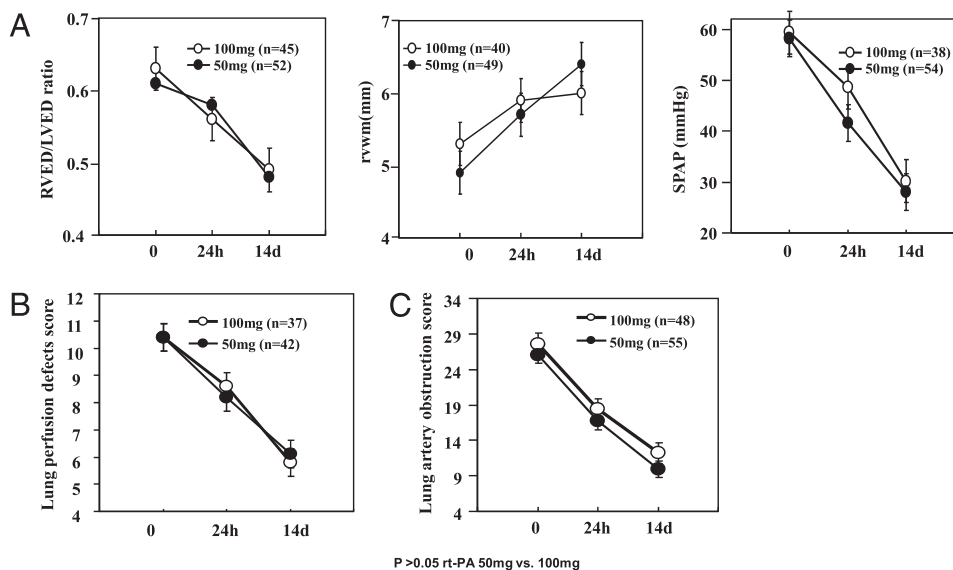 A
RVED/LVED ratio
0.7
0.6
0.5
0.4
100mg (n=45)
50mg (n=52)
0 24h 14d
rvwm(mm)
7
6
5
4
100mg (n=40)
50mg (n=49)
0 24h 14d
SPAP (mmHg)
60
50
40
30
20
100mg (n=38)
50mg (n=54)
0 24h 14d
B
Lung perfusion defects score
12
11
10
9
8
7
6
5
4
100mg (n=37)
50mg (n=42)
0 24h 14d
C
Lung artery obstruction score
34
29
24
19
14
9
4
100mg (n=48)
50mg (n=55)
0 24h 14d
P >0.05 rt-PA 50mg vs. 100mg